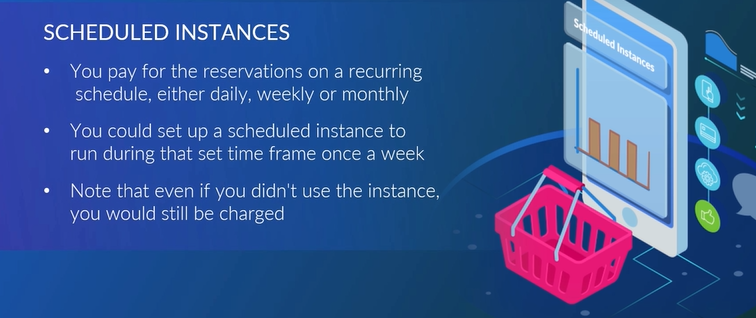 SCHEDULED INSTANCES
• You pay for the reservations on a recurring
schedule, either daily, weekly or monthly
• You could set up a scheduled instance to
run during that set time frame once a week
• Note that even if you didn't use the instance,
you would still be charged
Scheduled Instances